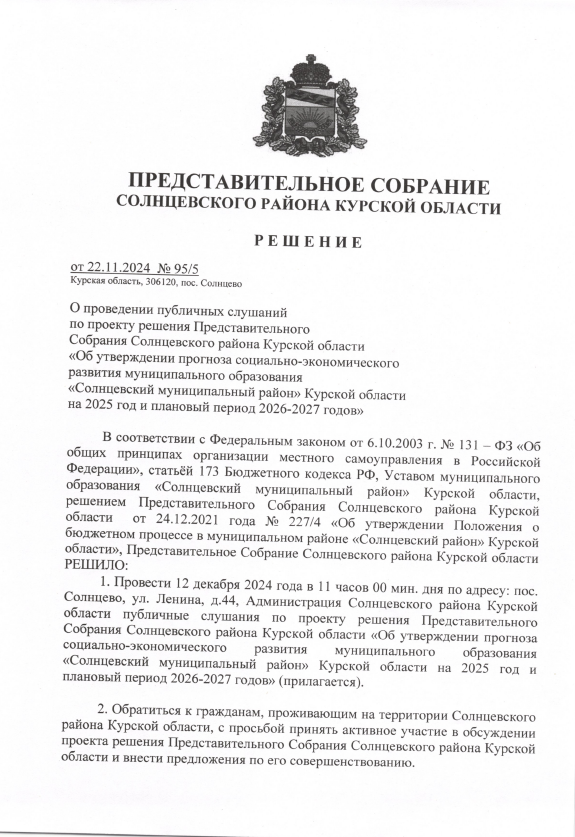 ПРЕДСТАВИТЕЛЬНОЕ СОБРАНИЕ
СОЛНЦЕВСКОГО РАЙОНА КУРСКОЙ ОБЛАСТИ
Р Е Ш Е Н И Е
от 22.11.2024 № 95/5
Курская область, 306120, пос. Солнцево
О проведении публичных слушаний
по проекту решения Представительного
Собрания Солнцевского района Курской области
«Об утверждении прогноза социально-экономического
развития муниципального образования
«Солнцевский муниципальный район» Курской области
на 2025 год и плановый период 2026-2027 годов»
В соответствии с Федеральным законом от 6.10.2003 г. № 131 – ФЗ «Об
общих принципах организации местного самоуправления в Российской
Федерации», статьёй 173 Бюджетного кодекса РФ, Уставом муниципального
образования «Солнцевский муниципальный район» Курской области,
решением Представительного Собрания Солнцевского района Курской
области от 24.12.2021 года № 227/4 «Об утверждении Положения о
бюджетном процессе в муниципальном районе «Солнцевский район» Курской
области», Представительное Собрание Солнцевского района Курской области
РЕШИЛО:
1. Провести 12 декабря 2024 года в 11 часов 00 мин. дня по адресу: пос.
Солнцево, ул. Ленина, д.44, Администрация Солнцевского района Курской
области публичные слушания по проекту решения Представительного
Собрания Солнцевского района Курской области «Об утверждении прогноза
социально-экономического развития муниципального образования
«Солнцевский муниципальный район» Курской области на 2025 год и
плановый период 2026-2027 годов» (прилагается).
2. Обратиться к гражданам, проживающим на территории Солнцевского
района Курской области, с просьбой принять активное участие в обсуждении
проекта решения Представительного Собрания Солнцевского района Курской
области и внести предложения по его совершенствованию.